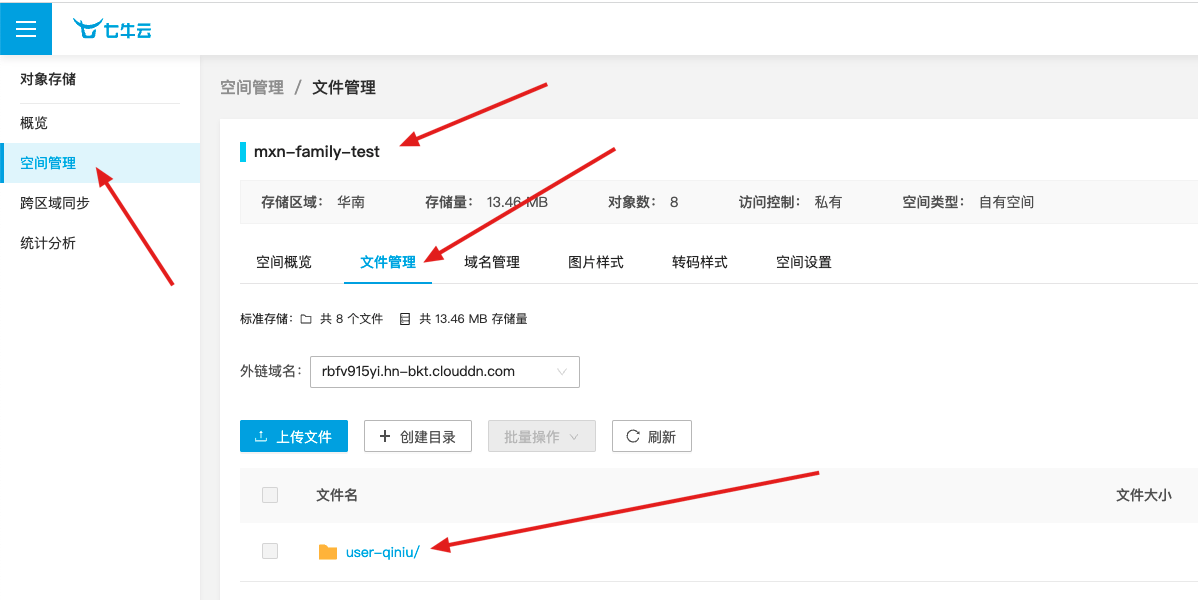 七牛云
对象存储
概览
空间管理
跨区域同步
统计分析
空间管理 / 文件管理
mxn-family-test
存储区域： 华南 存储量： 13.46 MB 对象数： 8 访问控制： 私有 空间类型： 自有空间
空间概览 文件管理 域名管理 图片样式 转码样式 空间设置
标准存储： 共 8 个文件 共 13.46 MB 存储量
外链域名： rbfv915yi.hn-bkt.clouddn.com
上传文件 创建目录 批量操作 刷新
文件名 文件大小
user-qiniu/